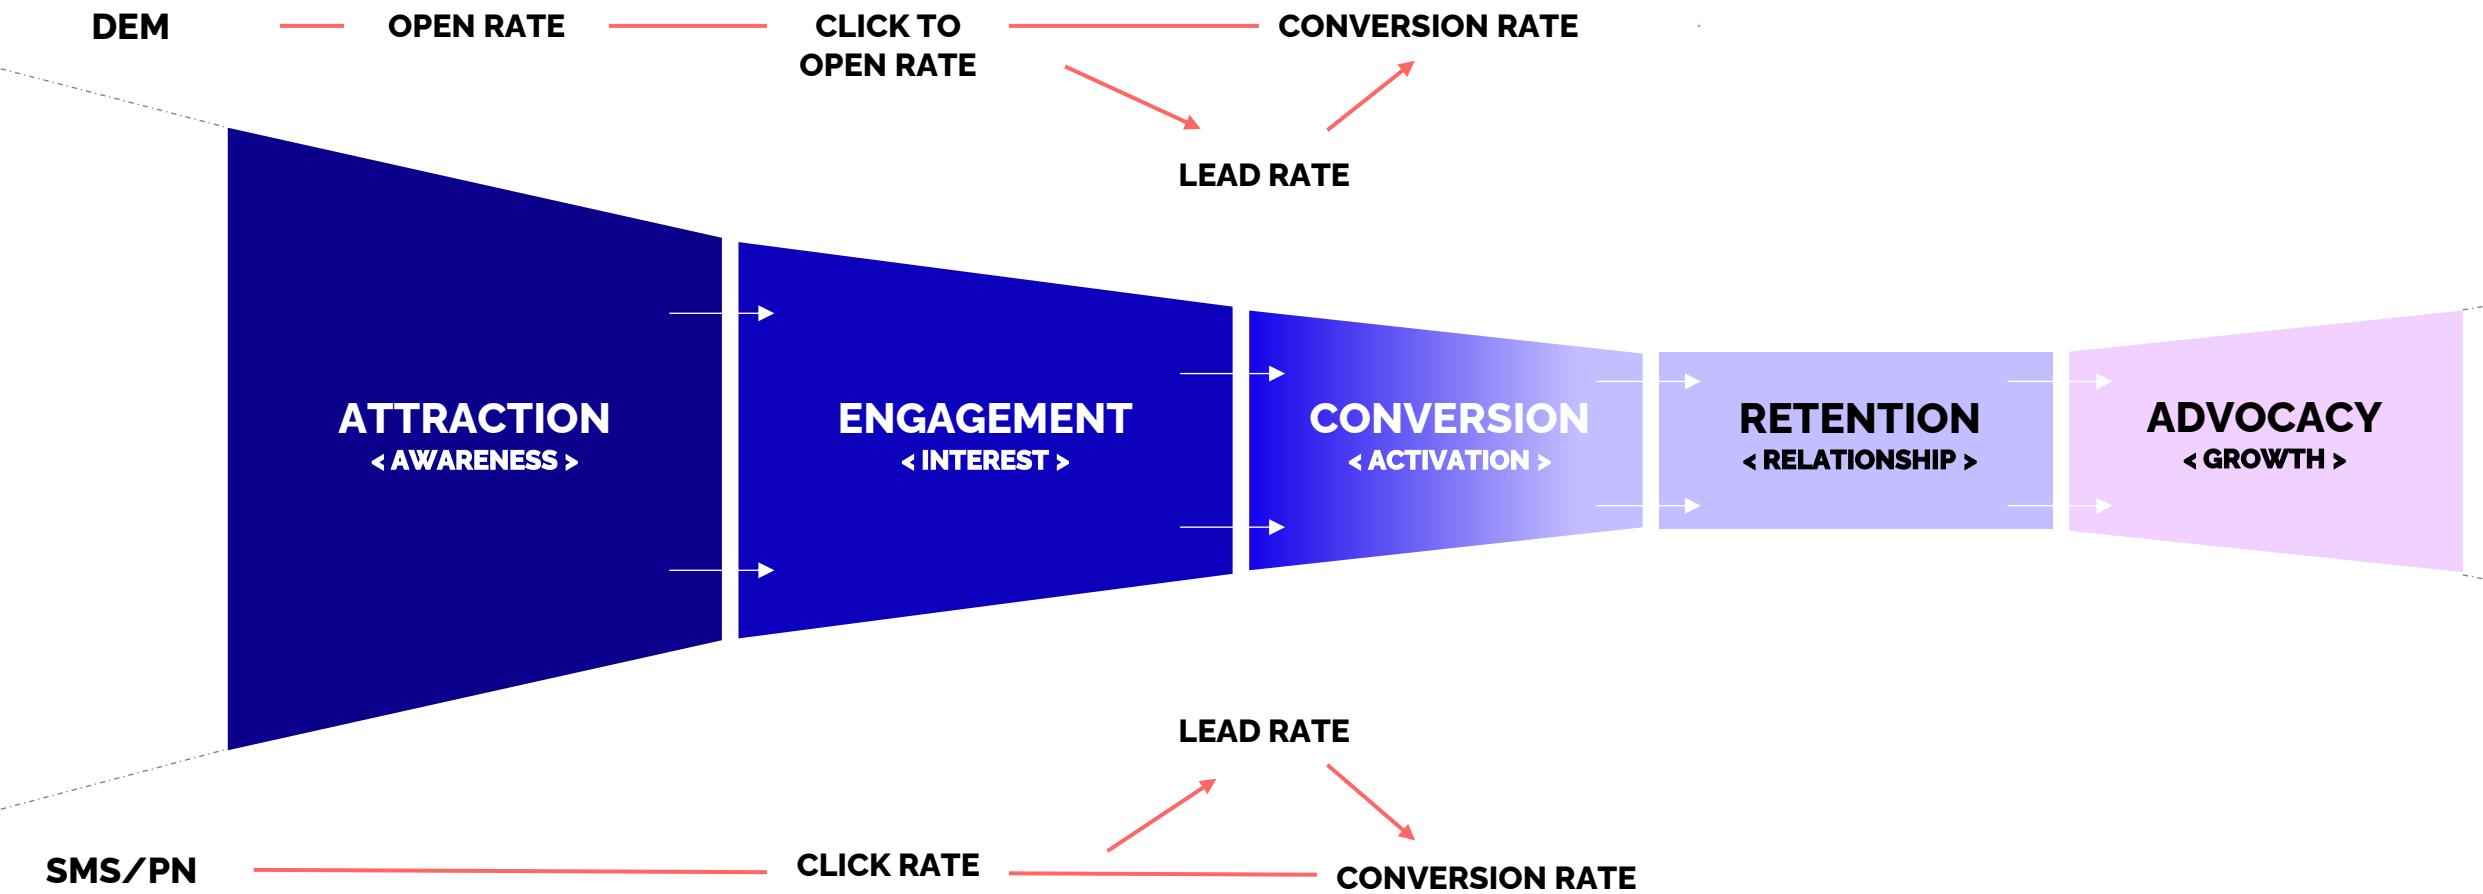 DEM
OPEN RATE
CLICK TO
OPEN RATE
CONVERSION RATE
LEAD RATE
ATTRACTION
< AWARENESS >
ENGAGEMENT
< INTEREST >
CONVERSION
< ACTIVATION >
RETENTION
< RELATIONSHIP >
ADVOCACY
< GROWTH >
LEAD RATE
SMS/PN
CLICK RATE
CONVERSION RATE